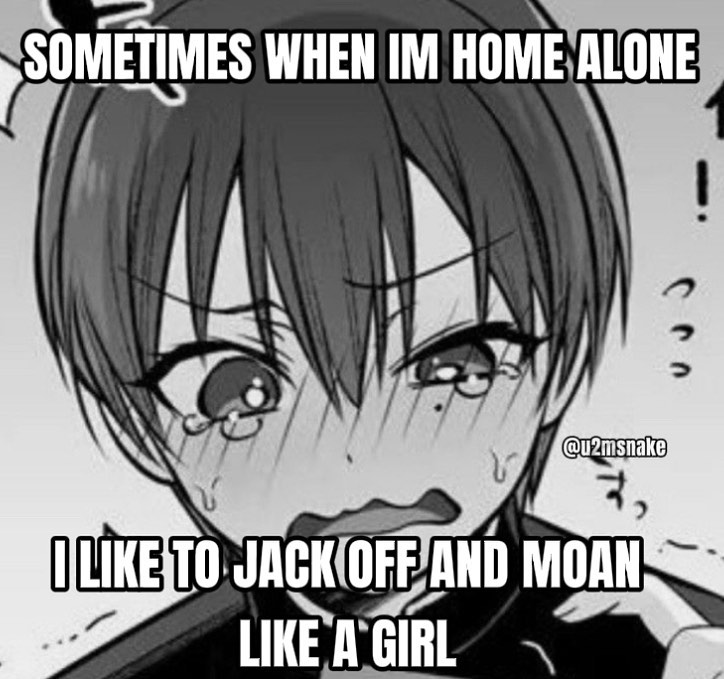 SOMETIMES WHEN IM HOME ALONE
@u2msnake
I LIKE TO JACK OFF AND MOAN
LIKE A GIRL